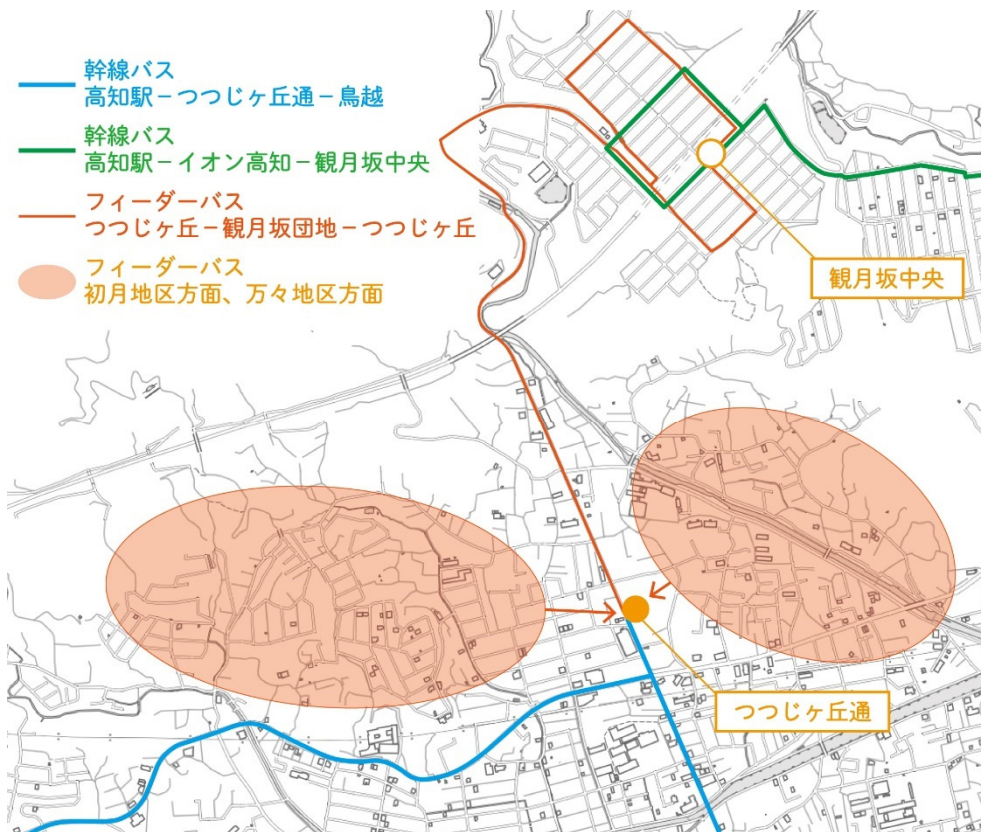 幹線バス
高知駅－つつじヶ丘通－鳥越
幹線バス
高知駅－イオン高知－観月坂中央
フィーダーバス
つつじヶ丘－観月坂団地－つつじヶ丘
フィーダーバス
初月地区方面、万々地区方面
観月坂中央
つつじヶ丘通